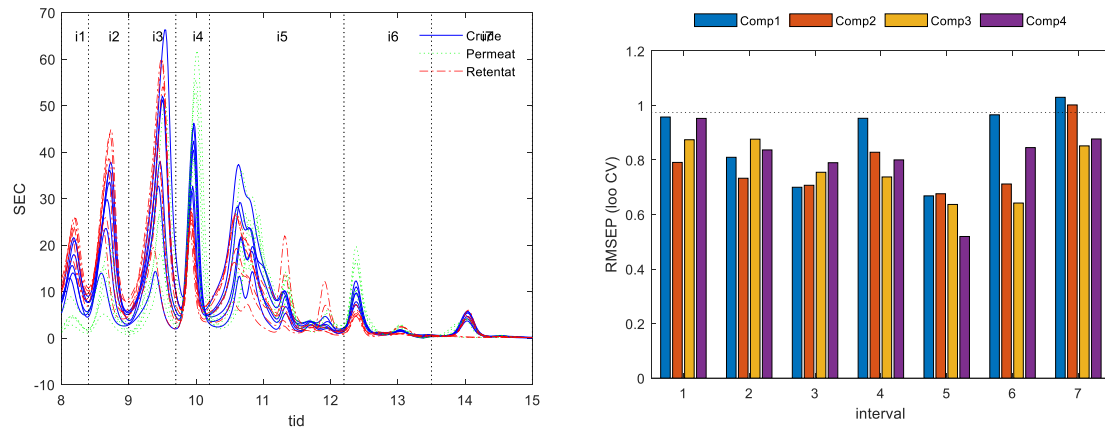 70
60
50
40
30
20
10
0
-10
SEC
i1 i2 i3 i4 i5 i6 i7
Crude
Permeat
Retentat
8 9 10 11 12 13 14 15
tid
Comp1 Comp2 Comp3 Comp4
1.2
1
0.8
0.6
0.4
0.2
0
RMSEP (loo CV)
1 2 3 4 5 6 7
interval